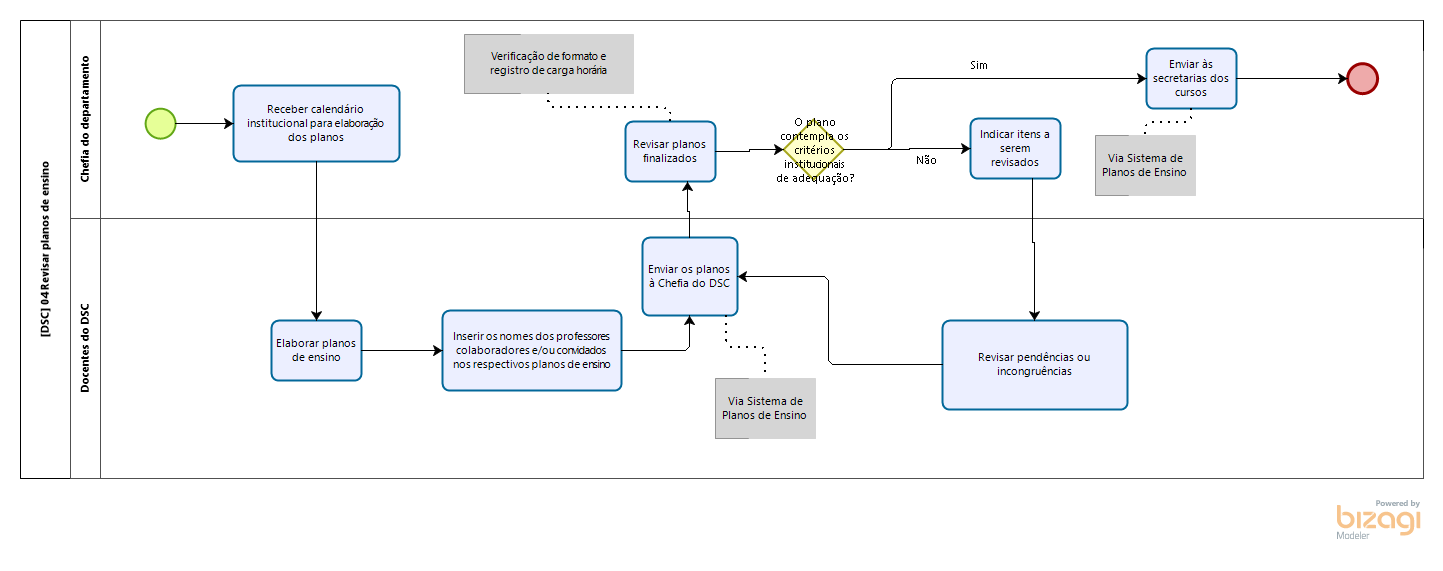 [DSC] 04 Revisar planos de ensino
Chefia do departamento
Receber calendário
institucional para elaboração
dos planos
Verificação de formato e
registro de carga horária
Revisar planos
finalizados
O plano
contempla os
critérios
institucionais
de adequação?
Sim
Não
Indicar itens a
serem
revisados
Enviar às
secretarias dos
cursos
Via Sistema de
Planos de Ensino
Docentes do DSC
Elaborar planos
de ensino
Inserir os nomes dos professores
colaboradores e/ou convidados
nos respectivos planos de ensino
Enviar os planos
à Chefia do DSC
Via Sistema de
Planos de Ensino
Revisar pendências ou
incongruências
Powered by
bizagi
Modeler